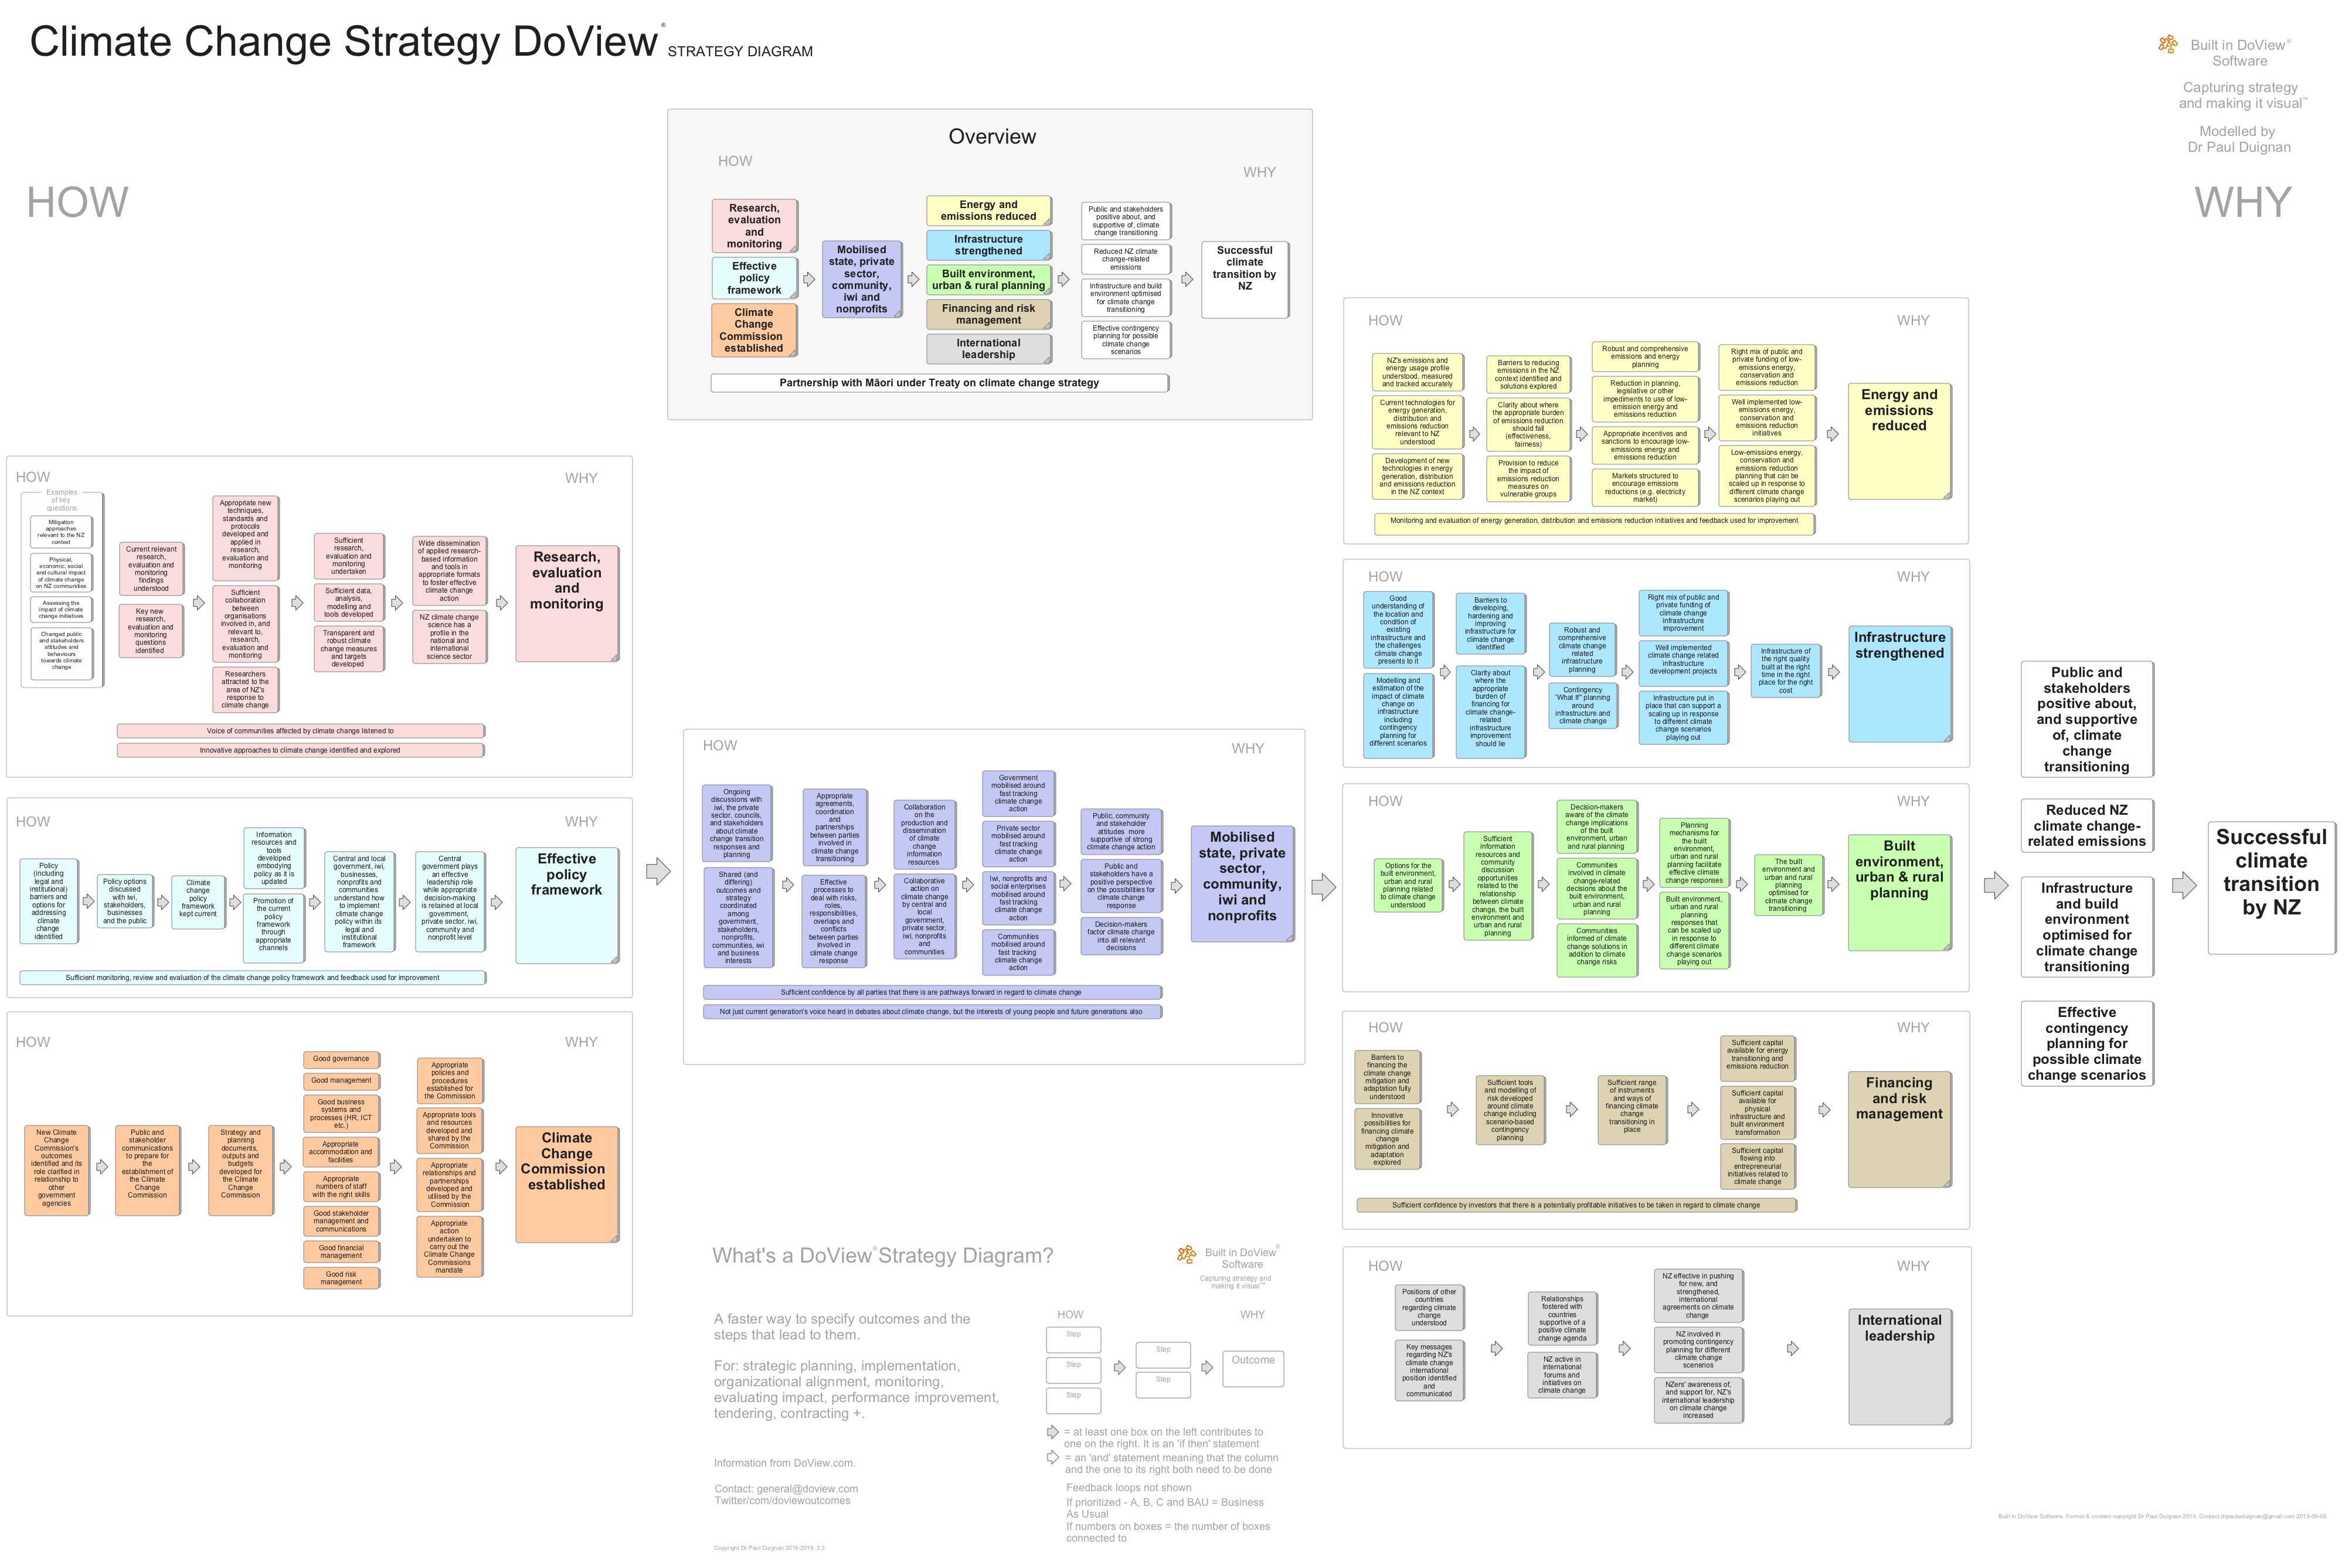 Climate Change Strategy DoView® STRATEGY DIAGRAM
Built in DoView®
Software
Capturing strategy
and making it visual™
Modelled by
Dr Paul Duignan
HOW
WHY
Overview
HOW
WHY
Research,
evaluation
and
monitoring
Effective
policy
framework
Climate
Change
Commission
established
Mobilised
state, private
sector,
community,
iwi and
nonprofits
Energy and
emissions reduced
Infrastructure
strengthened
Built environment,
urban & rural planning
Financing and risk
management
International
leadership
Public and stakeholders
positive about, and
supportive of, climate
change transitioning
Reduced NZ climate
change-related
emissions
Infrastructure and build
environment optimised
for climate change
transitioning
Effective contingency
planning for possible
climate change
scenarios
Successful
climate
transition by
NZ
Partnership with Māori under Treaty on climate change strategy
HOW
WHY
Examples
of key
questions
Mitigation
approaches
relevant to the NZ
context
Physical,
economic, social
and cultural impact
of climate change
on NZ communities
Assessing the
impact of climate
change initiatives
Changed public
and stakeholders
attitudes and
behaviours
towards climate
change
Current relevant
research,
evaluation and
monitoring
findings
understood
Key new
research,
evaluation and
monitoring
questions
identified
Appropriate new
techniques,
standards and
protocols
developed and
applied in
research,
evaluation and
monitoring
Sufficient
collaboration
between
organisations
involved in, and
relevant to,
research,
evaluation and
monitoring
Researchers
attracted to the
area of NZ's
response to
climate change
Sufficient
research,
evaluation and
monitoring
undertaken
Sufficient data,
analysis,
modelling and
tools developed
Transparent and
robust climate
change measures
and targets
developed
Wide dissemination
of applied research-
based information
and tools in
appropriate formats
to foster effective
climate change
action
NZ climate change
science has a
profile in the
national and
international
science sector
Research,
evaluation
and
monitoring
Voice of communities affected by climate change listened to
Innovative approaches to climate change identified and explored
HOW
WHY
Policy
(including
legal and
institutional)
barriers and
options for
addressing
climate
change
identified
Policy options
discussed
with iwi,
stakeholders,
businesses
and the public
Climate
change
policy
framework
kept current
Information
resources and
tools
developed
embodying
policy as it is
updated
Promotion of
the current
policy
framework
through
appropriate
channels
Central and local
government, iwi,
businesses,
nonprofits and
communities
understand how
to implement
climate change
policy within its
legal and
institutional
framework
Central
government plays
an effective
leadership role
while appropriate
decision-making
is retained at local
government,
private sector, iwi,
community and
nonprofit level
Effective
policy
framework
Sufficient monitoring, review and evaluation of the climate change policy framework and feedback used for improvement
HOW
WHY
New Climate
Change
Commission's
outcomes
identified and its
role clarified in
relationship to
other
government
agencies
Public and
stakeholder
communications
to prepare for
the
establishment of
the Climate
Change
Commission
Strategy and
planning
documents,
outputs and
budgets
developed for
the Climate
Change
Commission
Good governance
Good management
Good business
systems and
processes (HR, ICT
etc.)
Appropriate
accommodation and
facilities
Appropriate
numbers of staff
with the right skills
Good stakeholder
management and
communications
Good financial
management
Good risk
management
Appropriate
policies and
procedures
established for
the Commission
Appropriate tools
and resources
developed and
shared by the
Commission
Appropriate
relationships and
partnerships
developed and
utilised by the
Commission
Appropriate
action
undertaken to
carry out the
Climate Change
Commissions
mandate
Climate
Change
Commission
established
HOW
WHY
Ongoing
discussions with
iwi, the private
sector, councils,
and stakeholders
about climate
change transition
responses and
planning
Shared (and
differing)
outcomes and
strategy
coordinated
among
government,
stakeholders,
nonprofits,
communities, iwi
and business
interests
Appropriate
agreements,
coordination
and
partnerships
between parties
involved in
climate change
transitioning
Effective
processes to
deal with risks,
roles,
responsibilities,
overlaps and
conflicts
between parties
involved in
climate change
response
Collaboration
on the
production and
dissemination
of climate
change
information
resources
Collaborative
action on
climate change
by central and
local
government,
private sector,
iwi, nonprofits
and
communities
Government
mobilised around
fast tracking
climate change
action
Private sector
mobilised around
fast tracking
climate change
action
Iwi, nonprofits and
social enterprises
mobilised around
fast tracking
climate change
action
Communities
mobilised around
fast tracking
climate change
action
Public, community
and stakeholder
attitudes more
supportive of strong
climate change action
Public and
stakeholders have a
positive perspective
on the possibilities for
climate change
response
Decision-makers
factor climate change
into all relevant
decisions
Mobilised
state, private
sector,
community,
iwi and
nonprofits
Sufficient confidence by all parties that there is are pathways forward in regard to climate change
Not just current generation's voice heard in debates about climate change, but the interests of young people and future generations also
HOW
WHY
NZ's emissions and
energy usage profile
understood, measured
and tracked accurately
Current technologies for
energy generation,
distribution and
emissions reduction
relevant to NZ
understood
Development of new
technologies in energy
generation, distribution
and emissions reduction
in the NZ context
Barriers to reducing
emissions in the NZ
context identified and
solutions explored
Clarity about where
the appropriate burden
of emissions reduction
should fall
(effectiveness,
fairness)
Provision to reduce
the impact of
emissions reduction
measures on
vulnerable groups
Robust and comprehensive
emissions and energy
planning
Reduction in planning,
legislative or other
impediments to use of low-
emission energy and
emissions reduction
Appropriate incentives and
sanctions to encourage low-
emissions energy and
emissions reduction
Markets structured to
encourage emissions
reductions (e.g. electricity
market)
Right mix of public and
private funding of low-
emissions energy,
conservation and
emissions reduction
Well implemented low-
emissions energy,
conservation and
emissions reduction
initiatives
Low-emissions energy,
conservation and
emissions reduction
planning that can be
scaled up in response to
different climate change
scenarios playing out
Energy and
emissions
reduced
Monitoring and evaluation of energy generation, distribution and emissions reduction initiatives and feedback used for improvement
HOW
WHY
Good
understanding of
the location and
condition of
existing
infrastructure and
the challenges
climate change
presents to it
Modelling and
estimation of the
impact of climate
change on
infrastructure
including
contingency
planning for
different scenarios
Barriers to
developing,
hardening and
improving
infrastructure for
climate change
identified
Clarity about
where the
appropriate
burden of
financing for
climate change-
related
infrastructure
improvement
should lie
Robust and
comprehensive
climate change
related
infrastructure
planning
Contingency
'What If" planning
around
infrastructure and
climate change
Right mix of public and
private funding of
climate change
infrastructure
improvement
Well implemented
climate change related
infrastructure
development projects
Infrastructure put in
place that can support a
scaling up in response
to different climate
change scenarios
playing out
Infrastructure of
the right quality
built at the right
time in the right
place for the right
cost
Infrastructure
strengthened
HOW
WHY
Options for the
built environment,
urban and rural
planning related
to climate change
understood
Sufficient
information
resources and
community
discussion
opportunities
related to the
relationship
between climate
change, the built
environment and
urban and rural
planning
Decision-makers
aware of the climate
change implications
of the built
environment, urban
and rural planning
Communities
involved in climate
change-related
decisions about the
built environment,
urban and rural
planning
Communities
informed of climate
change solutions in
addition to climate
change risks
Planning
mechanisms for
the built
environment,
urban and rural
planning facilitate
effective climate
change responses
Built environment,
urban and rural
planning
responses that
can be scaled up
in response to
different climate
change scenarios
playing out
The built
environment and
urban and rural
planning
optimised for
climate change
transitioning
Built
environment,
urban & rural
planning
HOW
WHY
Barriers to
financing the
climate change
mitigation and
adaptation fully
understood
Innovative
possibilities for
financing climate
change
mitigation and
adaptation
explored
Sufficient tools
and modelling of
risk developed
around climate
change including
scenario-based
contingency
planning
Sufficient range
of instruments
and ways of
financing climate
change
transitioning in
place
Sufficient capital
available for energy
transitioning and
emissions reduction
Sufficient capital
available for
physical
infrastructure and
built environment
transformation
Sufficient capital
flowing into
entrepreneurial
initiatives related to
climate change
Financing
and risk
management
Sufficient confidence by investors that there is a potentially profitable initiatives to be taken in regard to climate change
HOW
WHY
Positions of other
countries
regarding climate
change
understood
Key messages
regarding NZ's
climate change
international
position identified
and
communicated
Relationships
fostered with
countries
supportive of a
positive climate
change agenda
NZ active in
international
forums and
initiatives on
climate change
NZ effective in pushing
for new, and
strengthened,
international
agreements on climate
change
NZ involved in
promoting contingency
planning for different
climate change
scenerios
NZers' awareness of,
and support for, NZ's
international leadership
on climate change
increased
International
leadership
Public and
stakeholders
positive about,
and supportive
of, climate
change
transitioning
Reduced NZ
climate change-
related emissions
Infrastructure
and build
environment
optimised for
climate change
transitioning
Effective
contingency
planning for
possible climate
change scenarios
Successful
climate
transition
by NZ
What's a DoView® Strategy Diagram?
Built in DoView®
Software
Capturing strategy and
making it visual™
A faster way to specify outcomes and the
steps that lead to them.
For: strategic planning, implementation,
organizational alignment, monitoring,
evaluating impact, performance improvement,
tendering, contracting +.
Information from DoView.com.
Contact: general@doview.com
Twitter/com/doviewoutcomes
Copyright Dr Paul Duignan 2016-2019. 3.3
HOW
WHY
Step
Step
Step
Step
Step
Outcome
= at least one box on the left contributes to
one on the right. It is an 'if then' statement
= an 'and' statement meaning that the column
and the one to its right both need to be done
Feedback loops not shown
If prioritized - A, B, C and BAU = Business
As Usual
If numbers on boxes = the number of boxes
connected to
Built in DoView Software. Format & content copyright Dr Paul Duignan 2019. Contact drpaulduignan@gmail.com 2019-09-08.